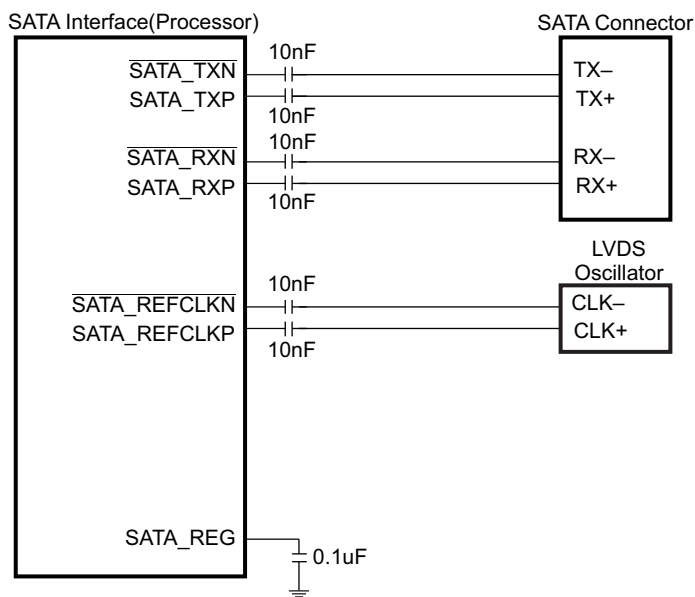 SATA Interface(Processor)
SATA Connector
10nF
SATA_TXN
TX–
SATA_TXP
TX+
10nF
10nF
SATA_RXN
RX–
SATA_RXP
RX+
10nF
LVDS
Oscillator
10nF
SATA_REFCLKN
CLK–
SATA_REFCLKP
CLK+
10nF
SATA_REG
0.1uF